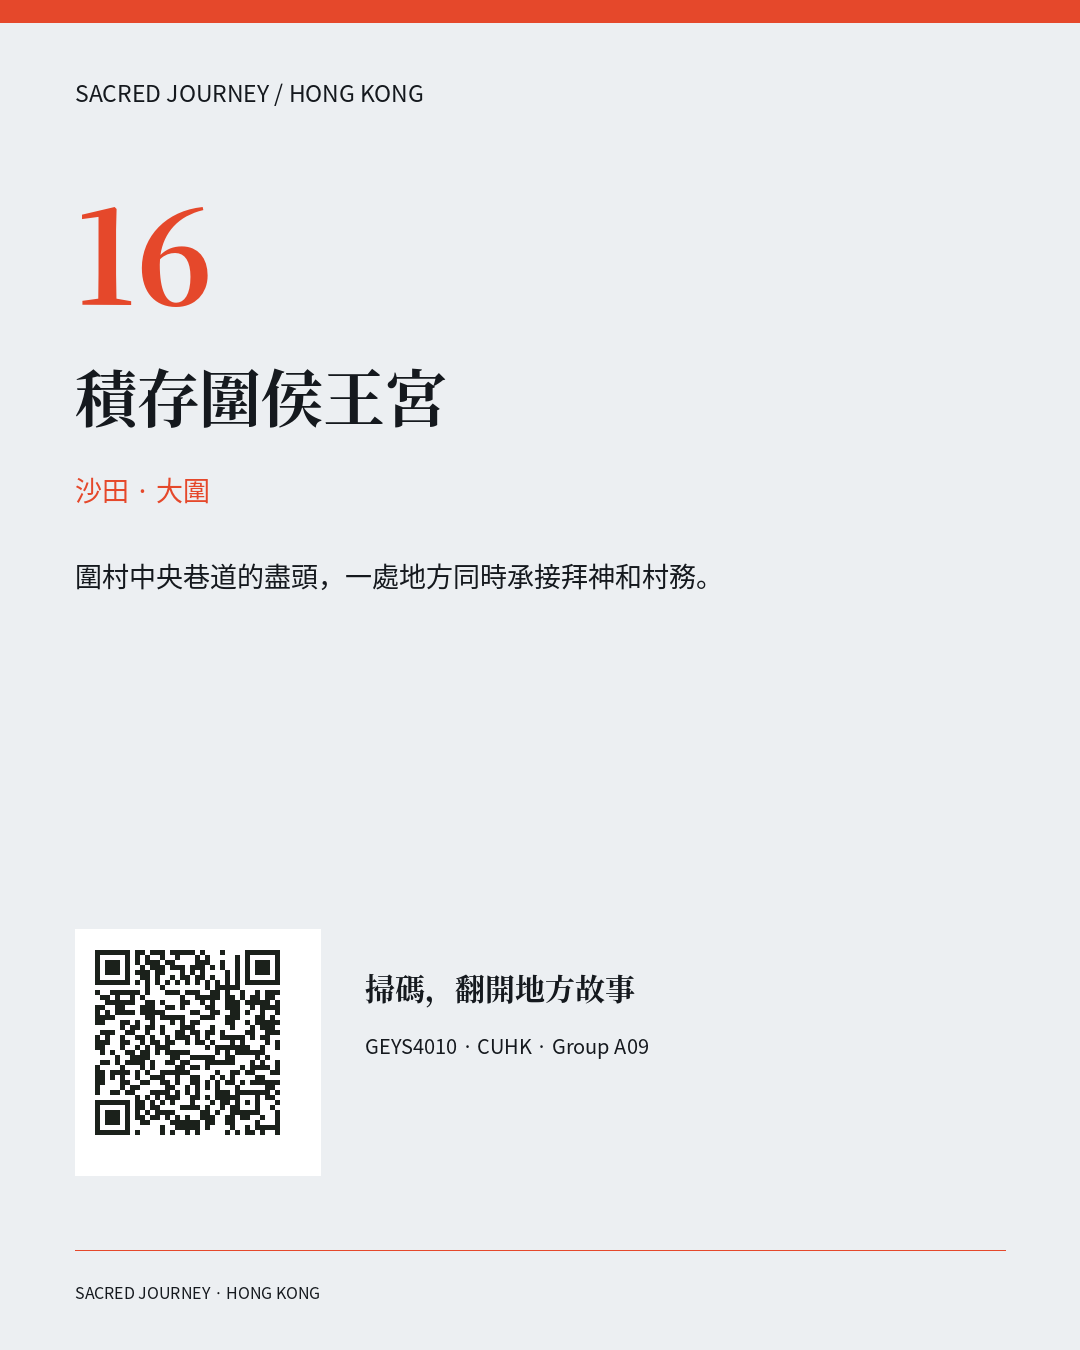 SACRED JOURNEY / HONG KONG
16
積存圍侯王宮
沙田 · 大圍
圍村中央巷道的盡頭，一處地方同時承接拜神和村務。
掃碼，翻開地方故事
GEYS4010 · CUHK · Group A09
SACRED JOURNEY · HONG KONG